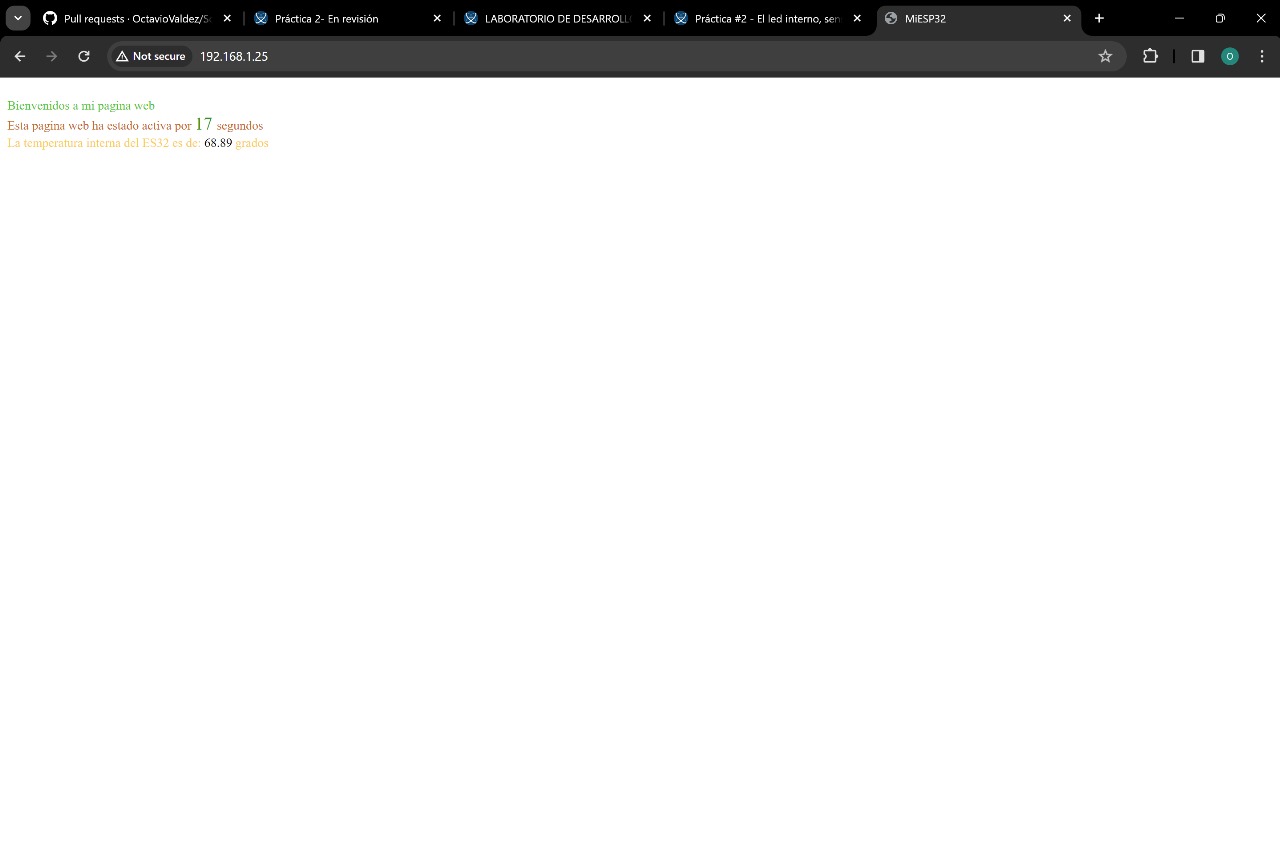 Pull requests · OctavioValdez/Sc
Práctica 2- En revisión
LABORATORIO DE DESARROLLO
Práctica #2 - El led interno, sen
MiESP32
Not secure
192.168.1.25
O
Bienvenidos a mi pagina web
Esta pagina web ha estado activa por 17 segundos
La temperatura interna del ES32 es de: 68.89 grados